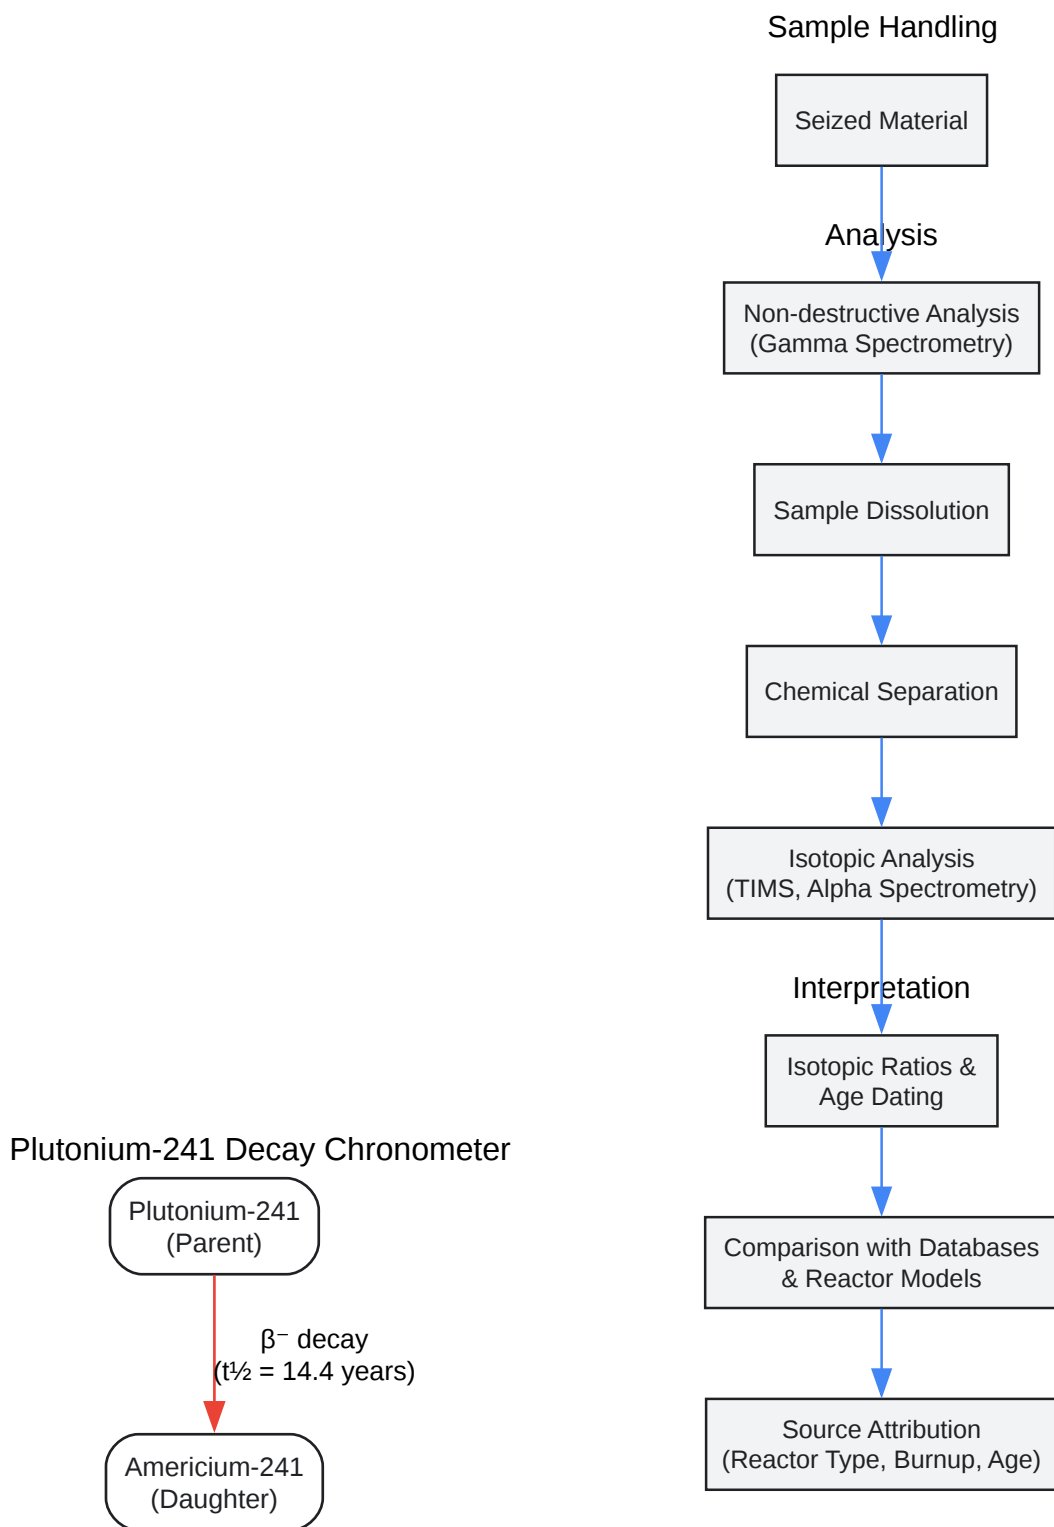 Sample Handling
Seized Material
Analysis
Non-destructive Analysis
(Gamma Spectrometry)
Sample Dissolution
Chemical Separation
Isotopic Analysis
(TIMS, Alpha Spectrometry)
Interpretation
Isotopic Ratios &
Age Dating
Comparison with Databases
& Reactor Models
Source Attribution
(Reactor Type, Burnup, Age)
Plutonium-241 Decay Chronometer
Plutonium-241
(Parent)
β⁻ decay
(t½ = 14.4 years)
Americium-241
(Daughter)